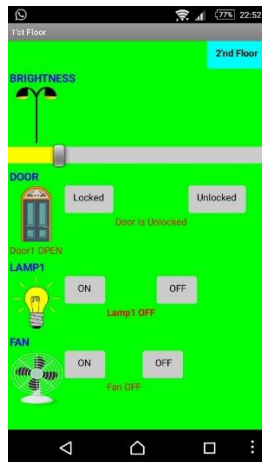 77% 22:52
1'st Floor
2'nd Floor
BRIGHTNESS
DOOR
Locked Unlocked
Door is Unlocked
Door1 OPEN
LAMP1
ON OFF
Lamp1 OFF
FAN
ON OFF
Fan OFF